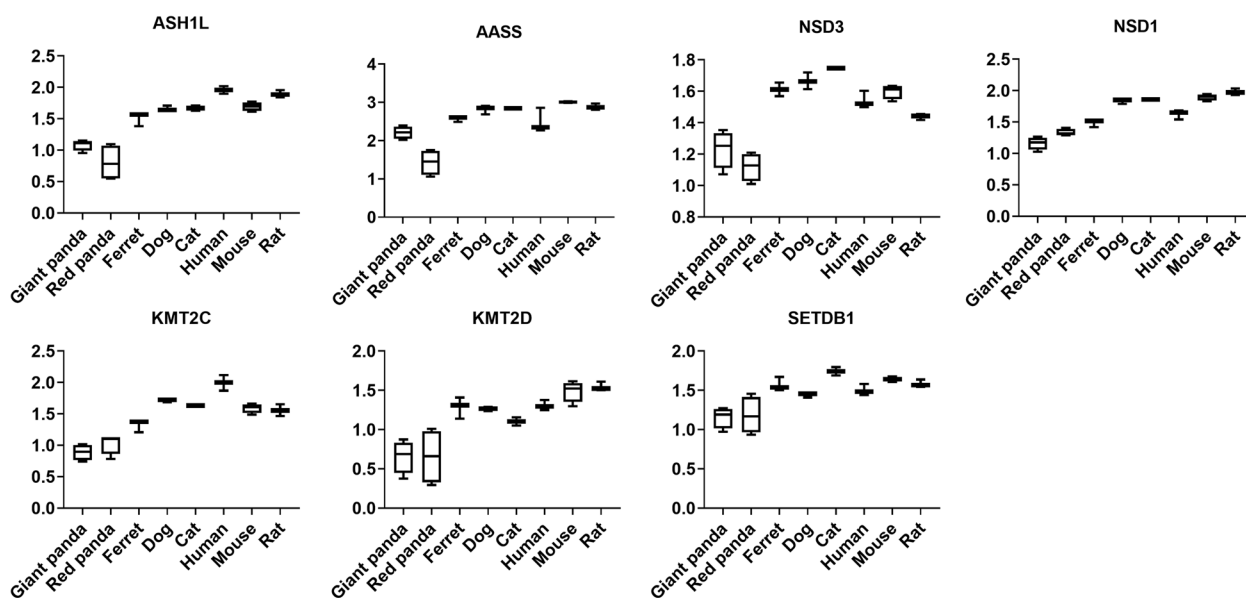 ASH1L
2.5
2.0
1.5
1.0
0.5
0.0
Giant panda
Red panda
Ferret
Dog
Cat
Human
Mouse
Rat
AASS
4
3
2
1
0
Giant panda
Red panda
Ferret
Dog
Cat
Human
Mouse
Rat
NSD3
1.8
1.6
1.4
1.2
1.0
0.8
Giant panda
Red panda
Ferret
Dog
Cat
Human
Mouse
Rat
NSD1
2.5
2.0
1.5
1.0
0.5
0.0
Giant panda
Red panda
Ferret
Dog
Cat
Human
Mouse
Rat
KMT2C
2.5
2.0
1.5
1.0
0.5
0.0
Giant panda
Red panda
Ferret
Dog
Cat
Human
Mouse
Rat
KMT2D
2.0
1.5
1.0
0.5
0.0
Giant panda
Red panda
Ferret
Dog
Cat
Human
Mouse
Rat
SETDB1
2.0
1.5
1.0
0.5
0.0
Giant panda
Red panda
Ferret
Dog
Cat
Human
Mouse
Rat